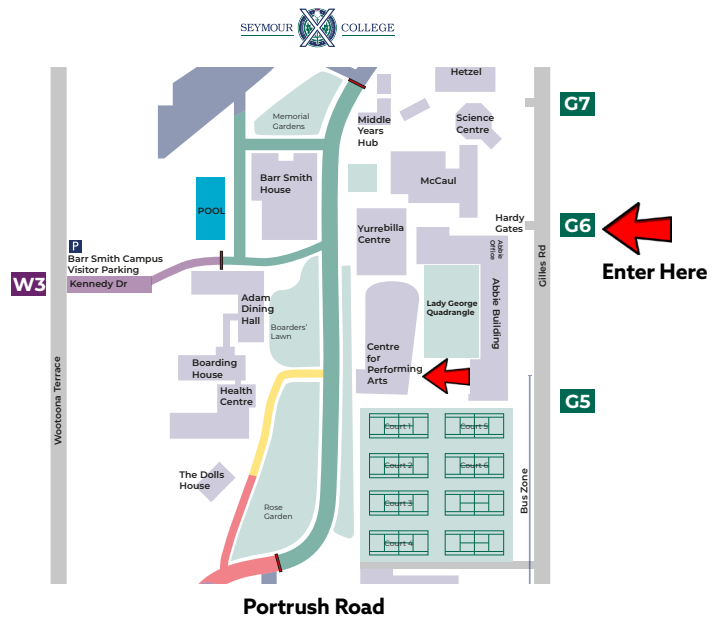 SEYMOUR COLLEGE
Hetzel
G7
Memorial
Gardens
Middle
Years
Hub
Science
Centre
Barr Smith
House
McCaul
POOL
Hardy
Gates
G6
Yurrebilla
Centre
Abbie
Office
P
Barr Smith Campus
Visitor Parking
Enter Here
Gilles Rd
W3
Kennedy Dr
Adam
Dining
Hall
Lady George
Quadrangle
Abbie Building
Boarders'
Lawn
Centre
for
Performing
Arts
Boarding
House
Health
Centre
Wootoona Terrace
G5
Court 1
Court 5
Court 2
Court 6
The Dolls
House
Court 3
Bus Zone
Rose
Garden
Court 4
Portrush Road